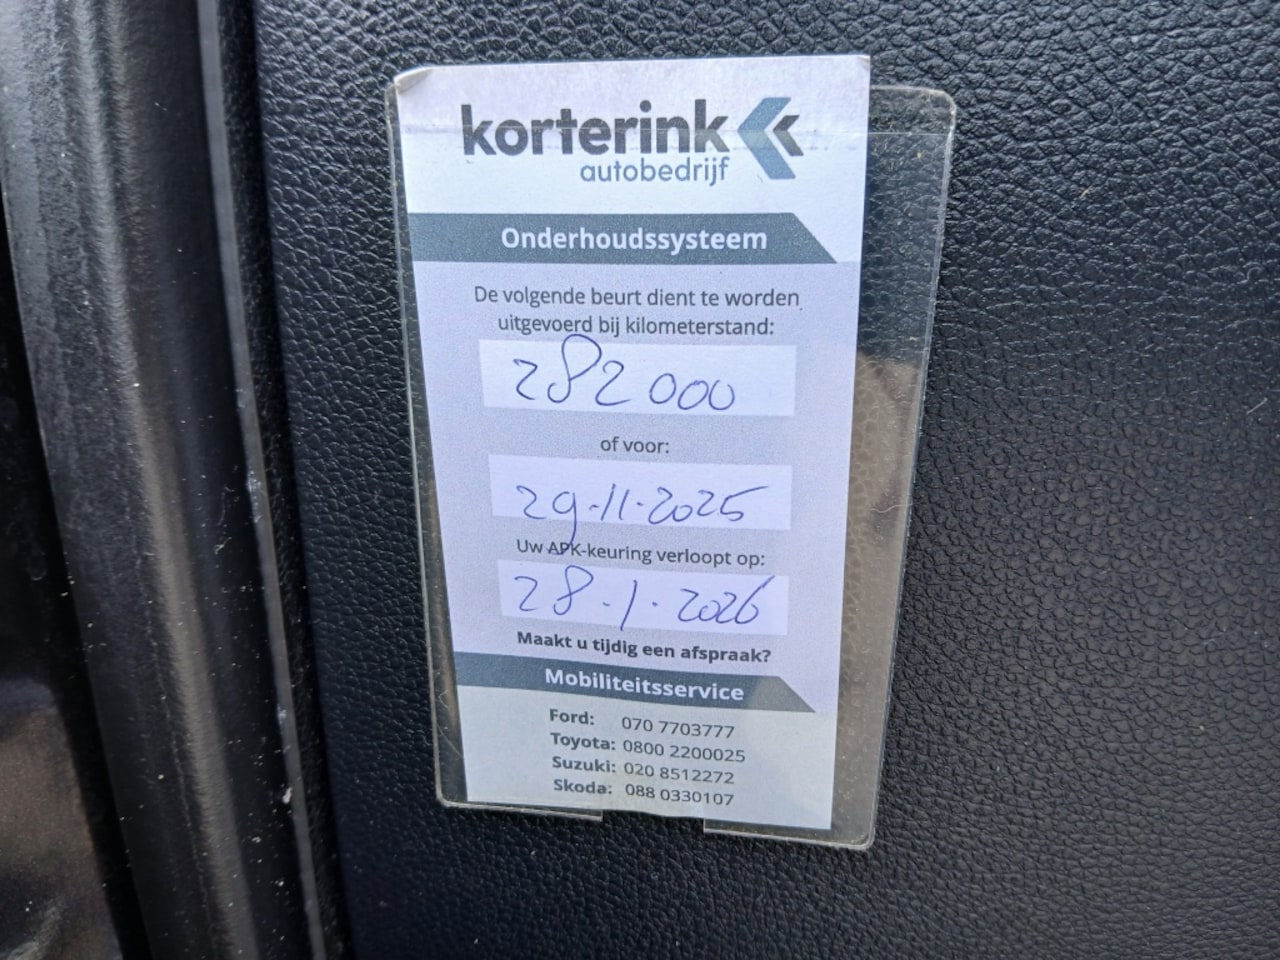 korterink
autobedrijf
Onderhoudssysteem
De volgende beurt dient te worden
uitgevoerd bij kilometerstand:
282000
of voor:
29-11-2025
Uw APK-keuring verloopt op:
28-1-2026
Maakt u tijdig een afspraak?
Mobiliteitsservice
Ford: 070 7703777
Toyota: 0800 2200025
Suzuki: 020 8512272
Skoda: 088 0330107